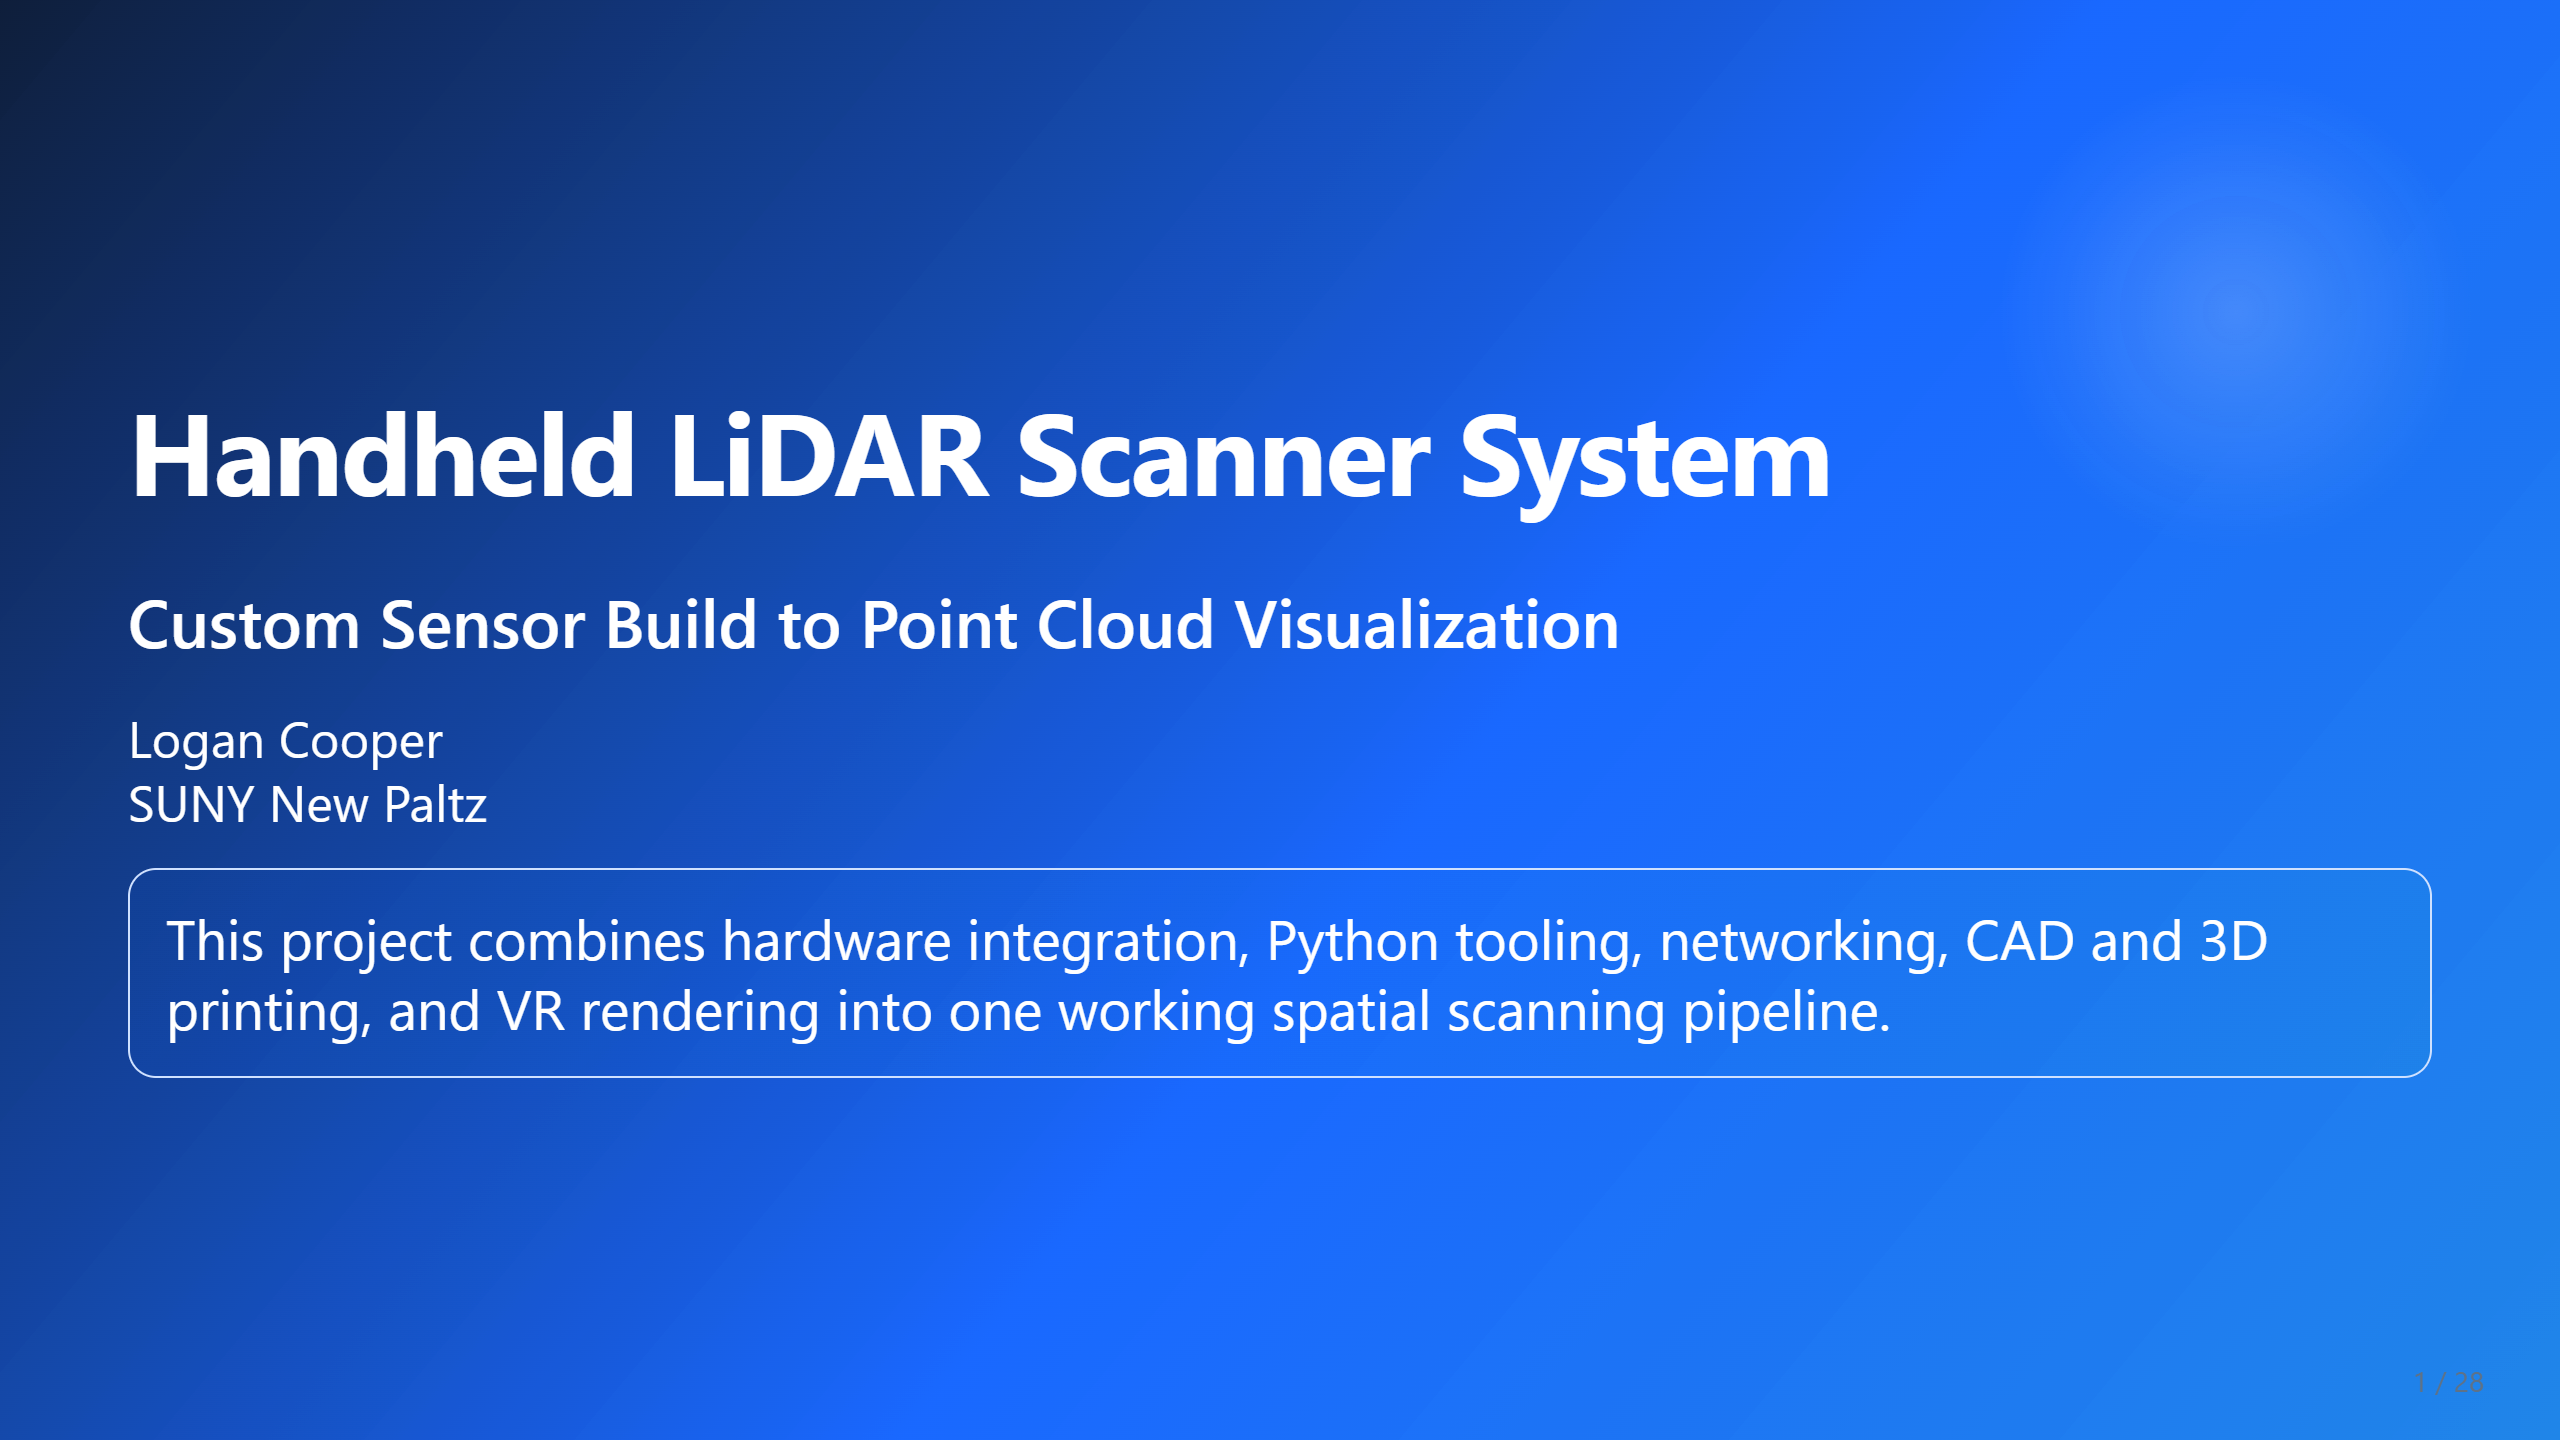 Handheld LiDAR Scanner System
Custom Sensor Build to Point Cloud Visualization
Logan Cooper
SUNY New Paltz
This project combines hardware integration, Python tooling, networking, CAD and 3D
printing, and VR rendering into one working spatial scanning pipeline.
1 / 28